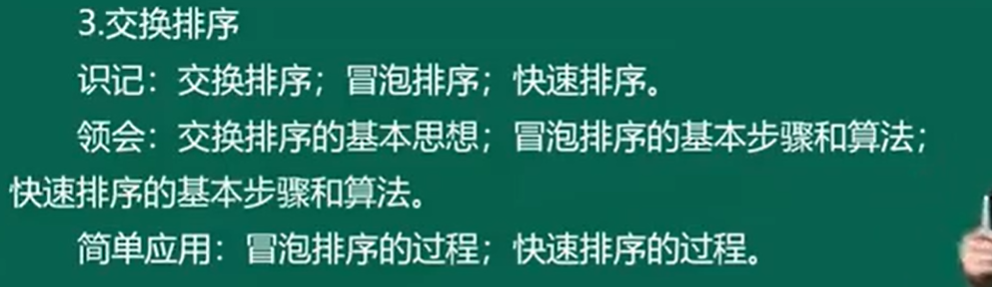 3.交换排序
识记：交换排序；冒泡排序；快速排序。
领会：交换排序的基本思想；冒泡排序的基本步骤和算法；
快速排序的基本步骤和算法。
简单应用：冒泡排序的过程；快速排序的过程。